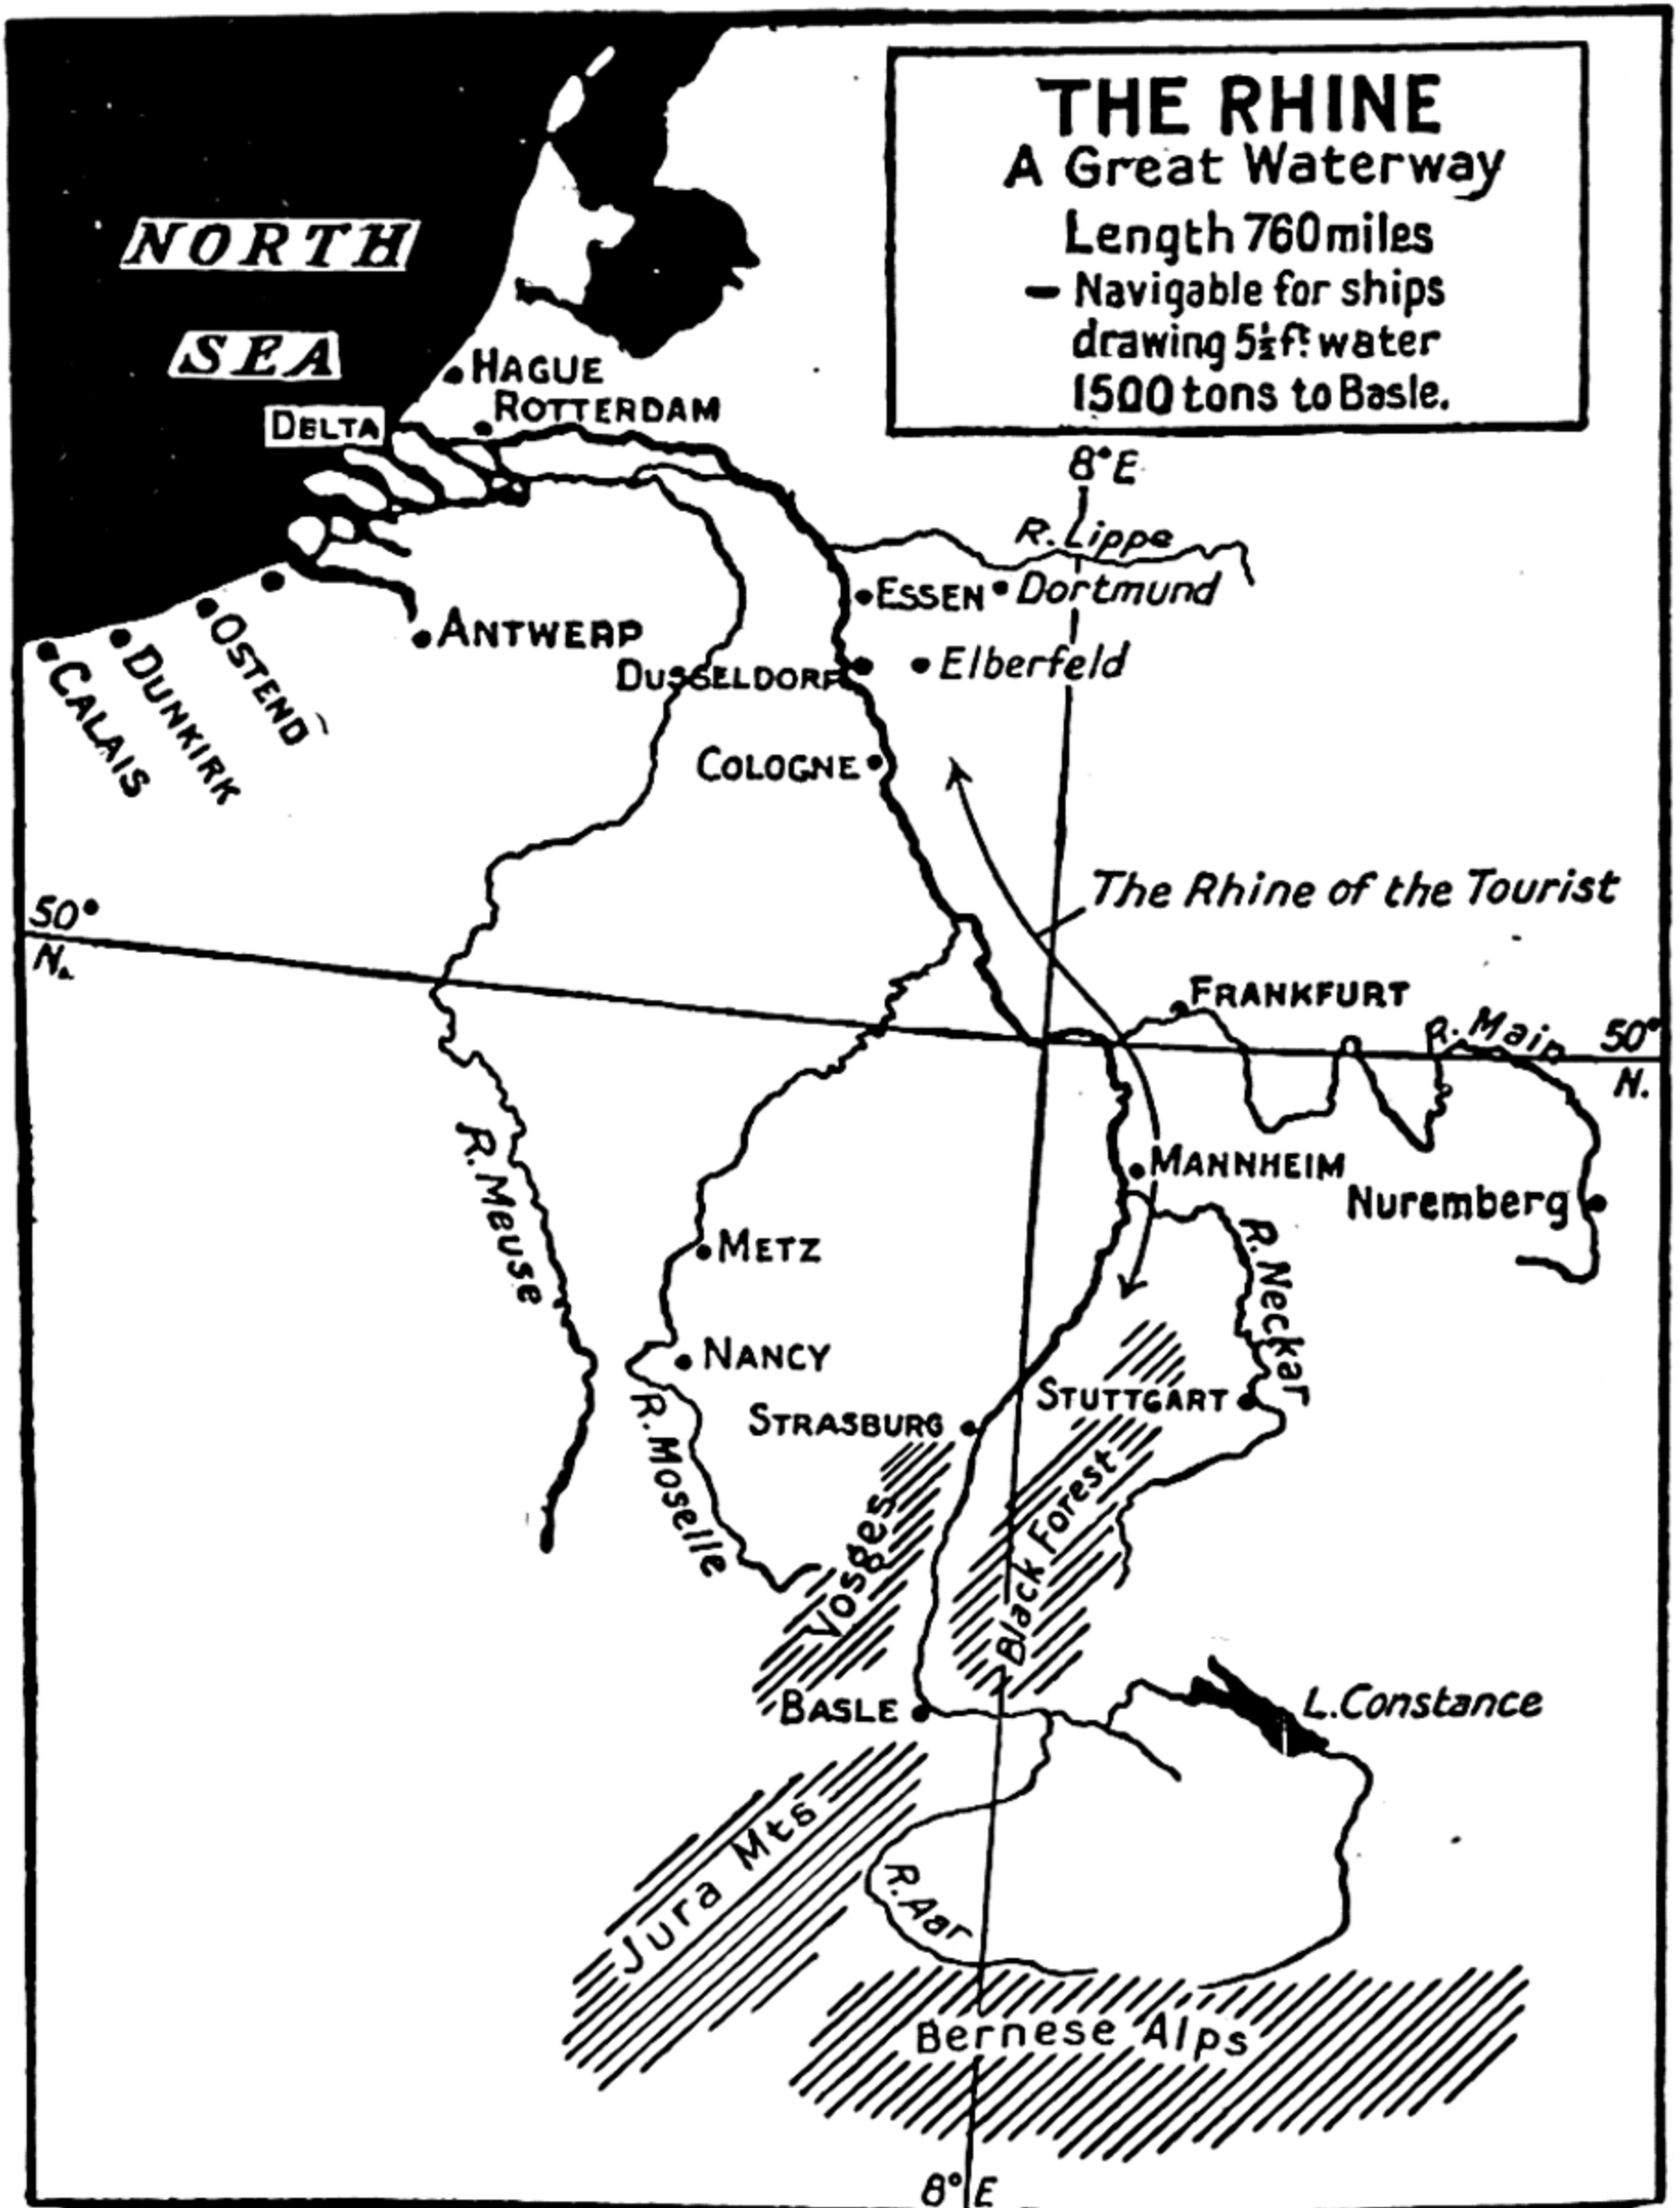 THE RHINE
A Great Waterway
Length 760 miles
– Navigable for ships
drawing 5½ ft. water
1500 tons to Basle.
NORTH
SEA
HAGUE
ROTTERDAM
DELTA
8°E
R. Lippe
ESSEN
Dortmund
ANTWERP
OSTEND
DUNKIRK
CALAIS
DUSSELDORF
Elberfeld
COLOGNE
The Rhine of the Tourist
50°
N.
FRANKFURT
R. Main
50°
N.
R. Meuse
MANNHEIM
Nuremberg
METZ
R. Neckar
NANCY
STUTTGART
STRASBURG
R. Moselle
Vosges
Black Forest
BASLE
L. Constance
Jura Mts
R. Aar
Bernese Alps
8°E